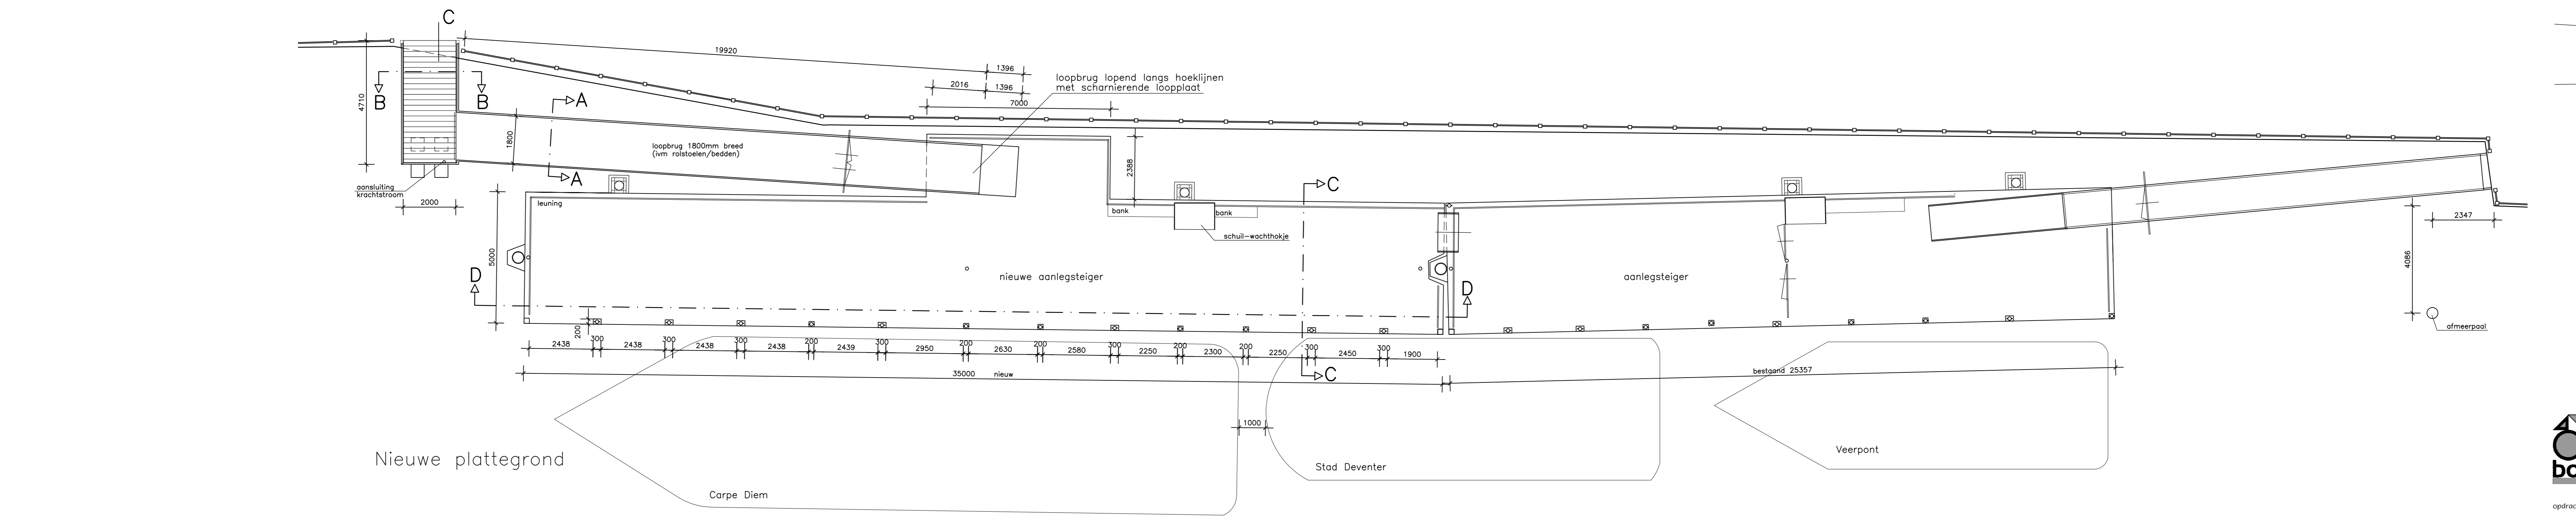 C
19920
1396
2016
1396
7000
loopbrug lopend langs hoeklijnen
met scharnierende loopplaat
4710
B
B
A
1800
loopbrug 1800mm breed
(ivm rolstoelen/bedden)
A
2388
aansluiting
krachtstroom
2000
leuning
bank
bank
schuil-wachthokje
C
2347
5000
D
nieuwe aanlegsteiger
aanlegsteiger
D
4086
afmeerpaal
200
2438
300
2438
300
2438
300
2438
200
2439
300
2950
200
2630
200
2580
300
2250
200
2300
200
2250
300
2450
300
1900
35000 nieuw
C
bestaand 25357
1000
Nieuwe plattegrond
Carpe Diem
Stad Deventer
Veerpont